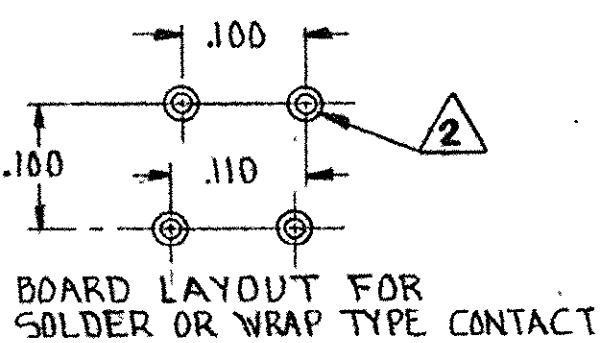 .100
2
.100
.110
BOARD LAYOUT FOR
SOLDER OR WRAP TYPE CONTACT